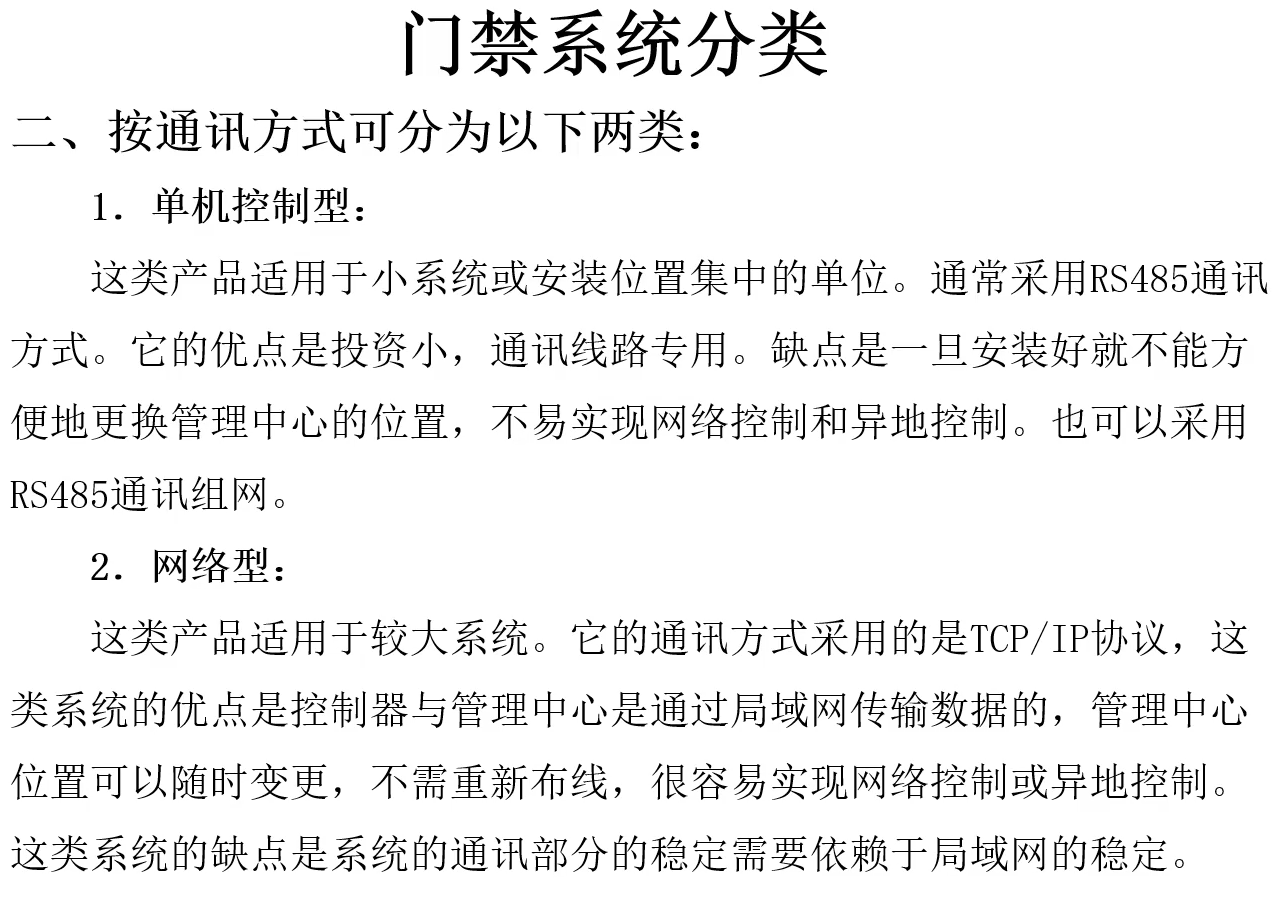 门禁系统分类
二、按通讯方式可分为以下两类：
1．单机控制型：
这类产品适用于小系统或安装位置集中的单位。通常采用RS485通讯
方式。它的优点是投资小，通讯线路专用。缺点是一旦安装好就不能方
便地更换管理中心的位置，不易实现网络控制和异地控制。也可以采用
RS485通讯组网。
2．网络型：
这类产品适用于较大系统。它的通讯方式采用的是TCP/IP协议，这
类系统的优点是控制器与管理中心是通过局域网传输数据的，管理中心
位置可以随时变更，不需重新布线，很容易实现网络控制或异地控制。
这类系统的缺点是系统的通讯部分的稳定需要依赖于局域网的稳定。